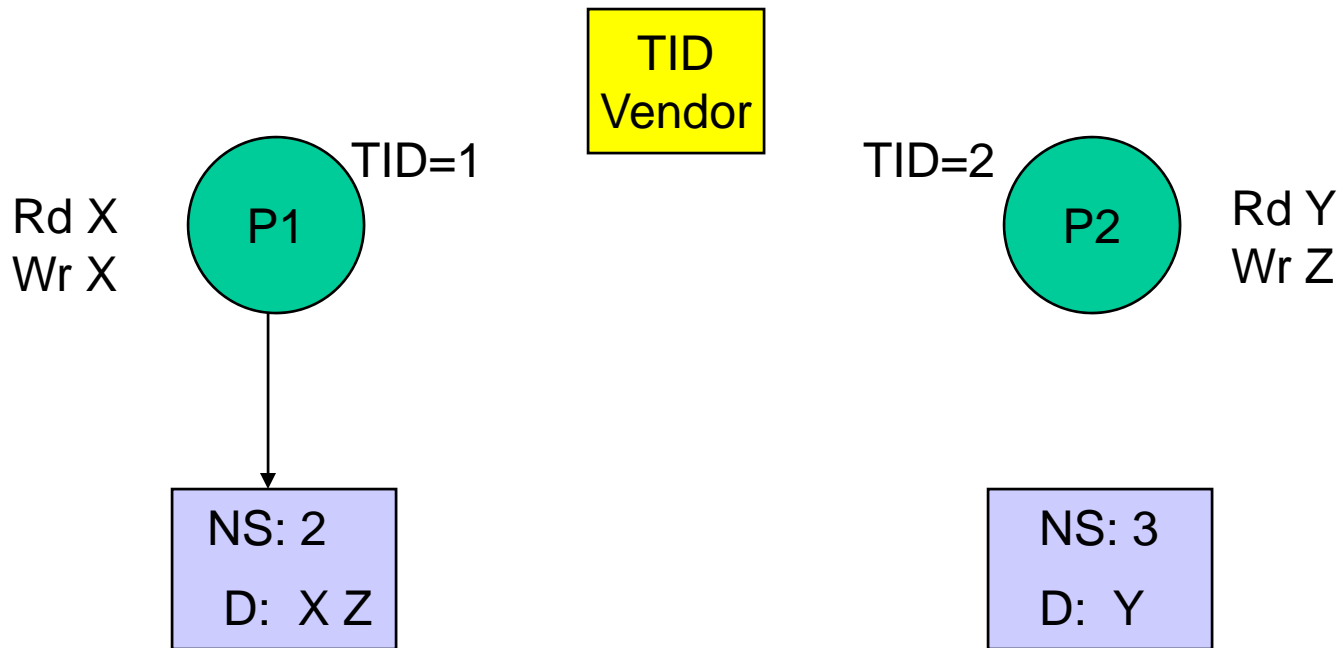 TID
Vendor
TID=1
TID=2
Rd X
Wr X
P1
P2
Rd Y
Wr Z
NS: 2
D: X Z
NS: 3
D: Y